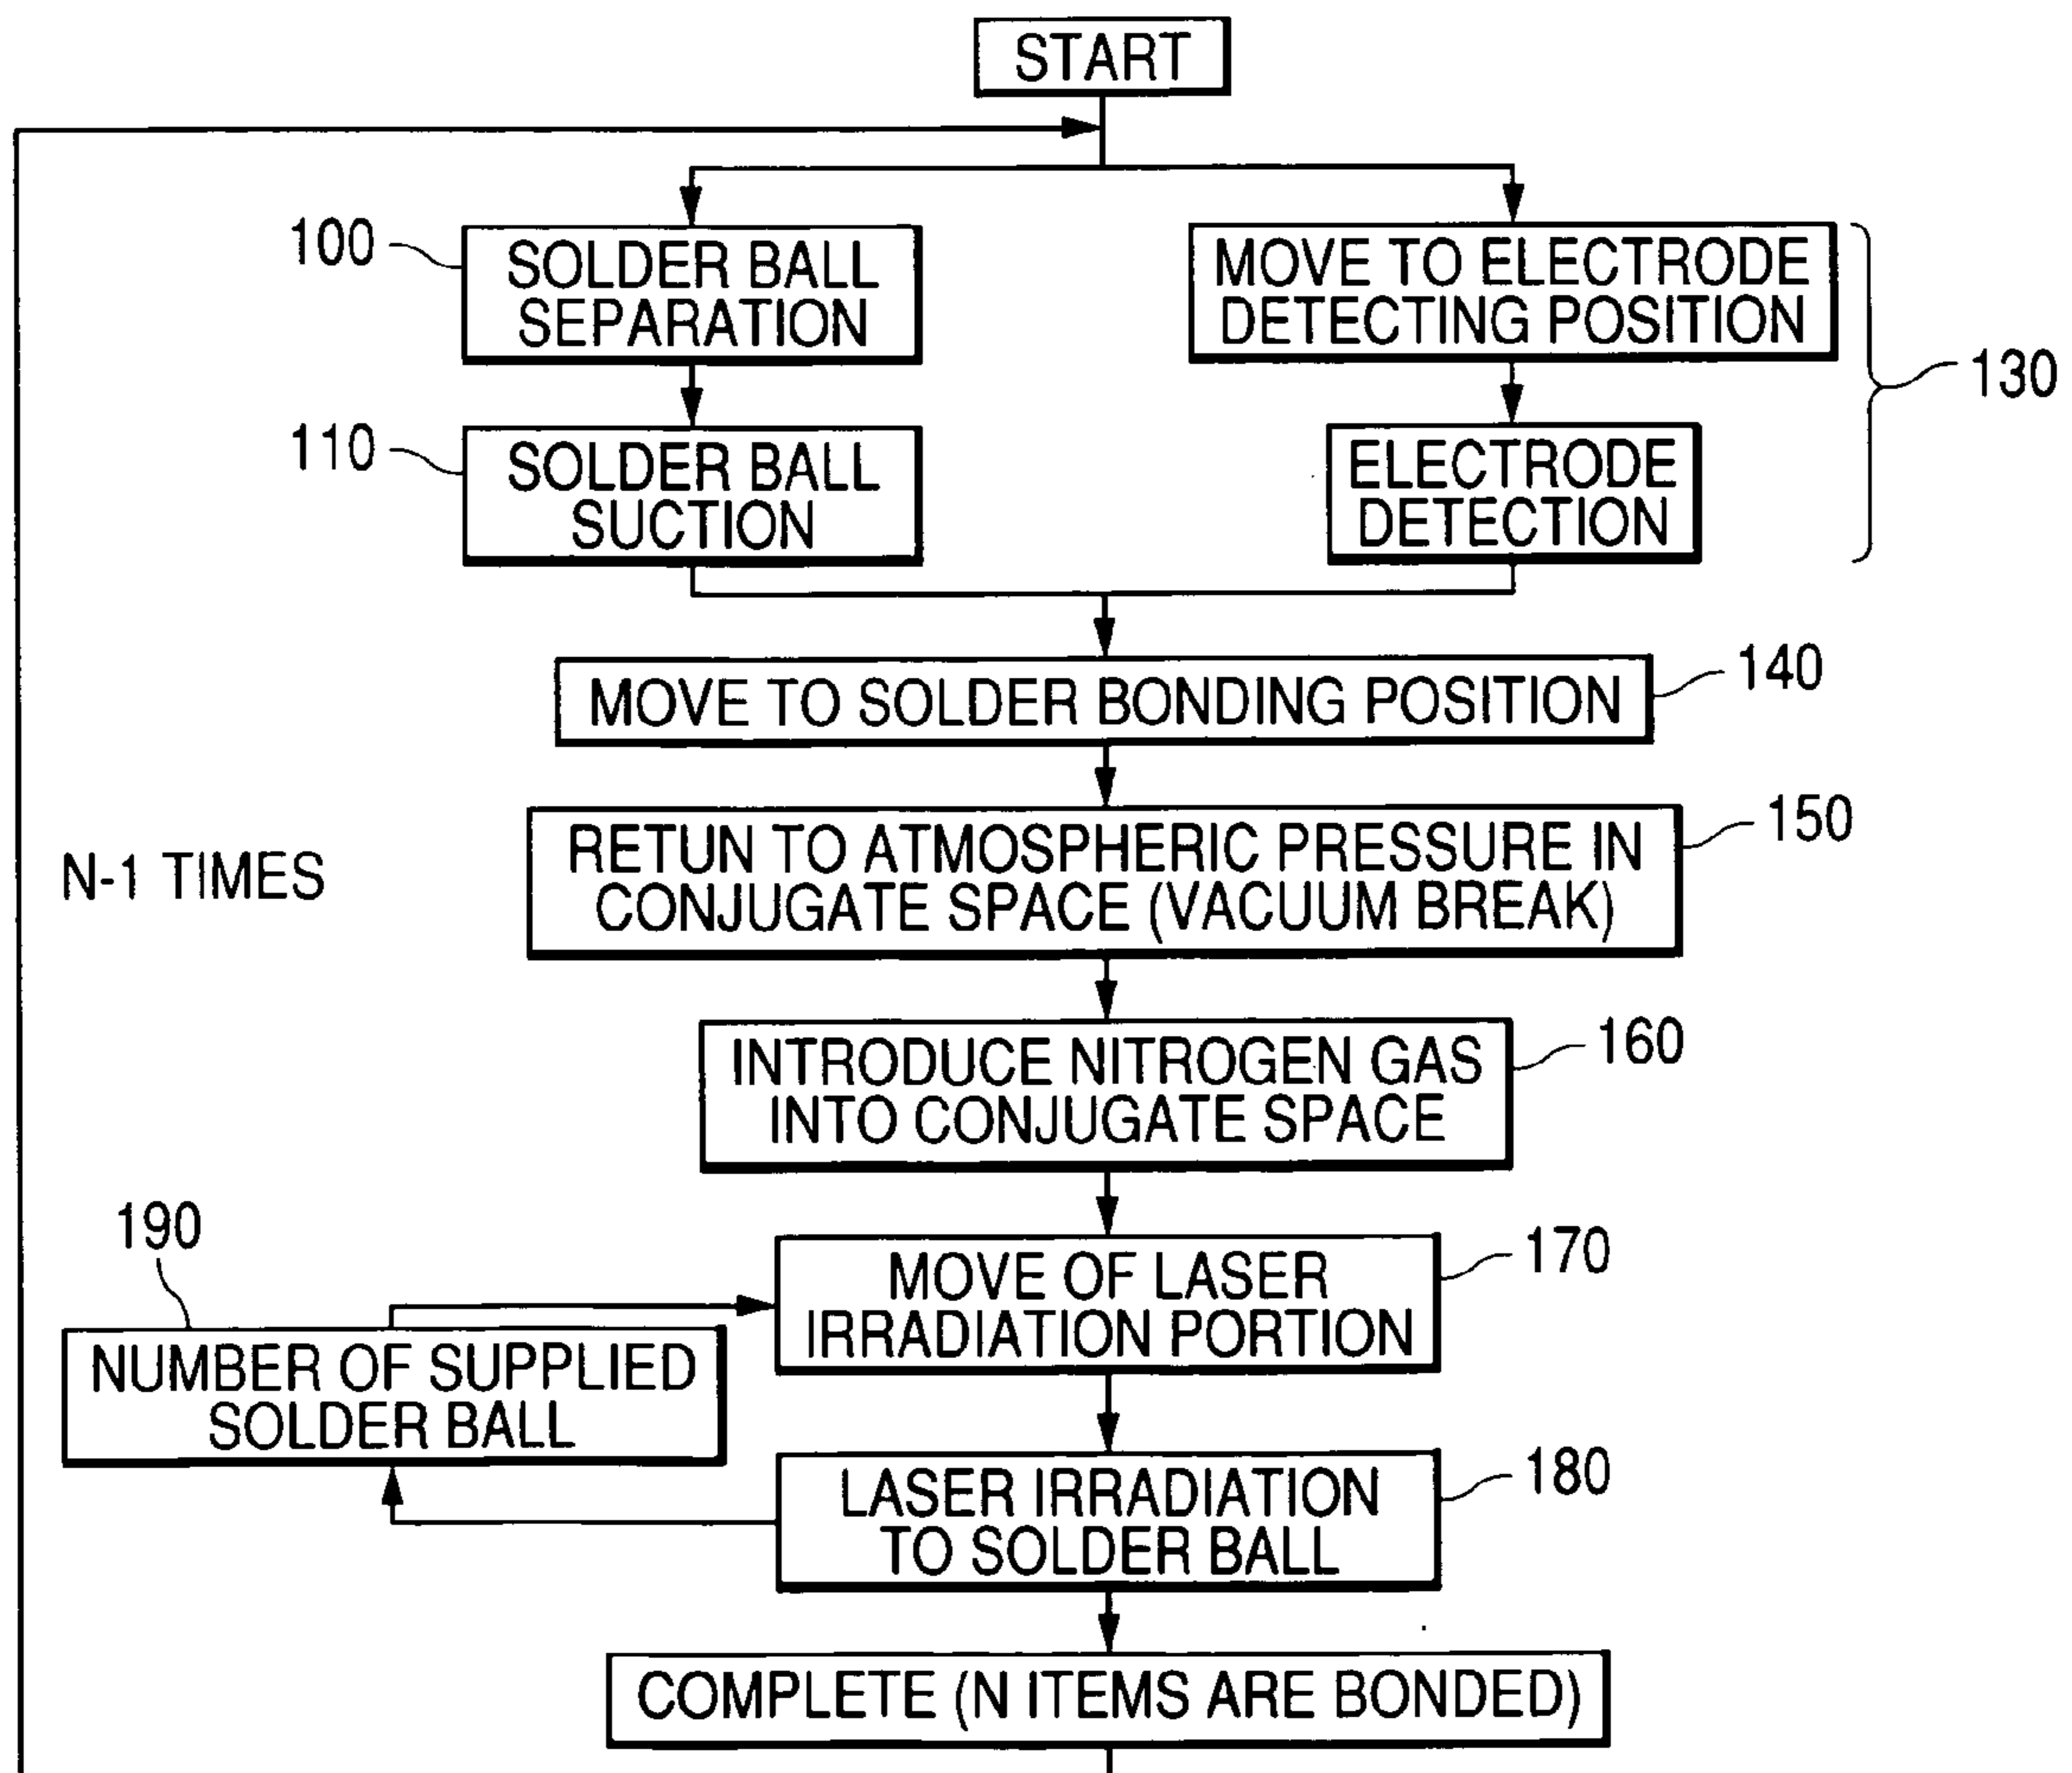 START
100
SOLDER BALL
SEPARATION
MOVE TO ELECTRODE
DETECTING POSITION
130
110
SOLDER BALL
SUCTION
ELECTRODE
DETECTION
MOVE TO SOLDER BONDING POSITION
140
RETUN TO ATMOSPHERIC PRESSURE IN
CONJUGATE SPACE (VACUUM BREAK)
150
N-1 TIMES
INTRODUCE NITROGEN GAS
INTO CONJUGATE SPACE
160
190
MOVE OF LASER
IRRADIATION PORTION
170
NUMBER OF SUPPLIED
SOLDER BALL
LASER IRRADIATION
TO SOLDER BALL
180
COMPLETE (N ITEMS ARE BONDED)